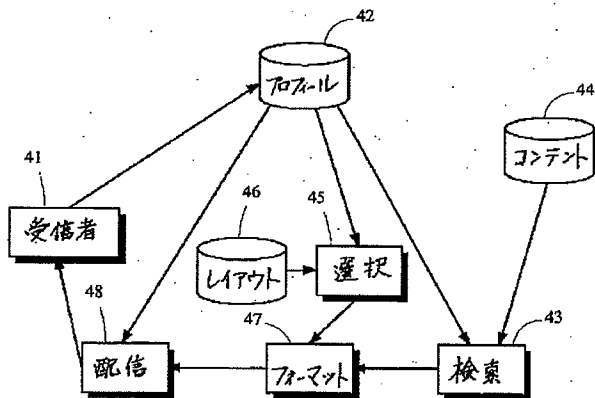 42
プロフィール
44
コンテント
41
受信者
46
レイアウト
45
選択
48
配信
47
フォーマット
43
検索